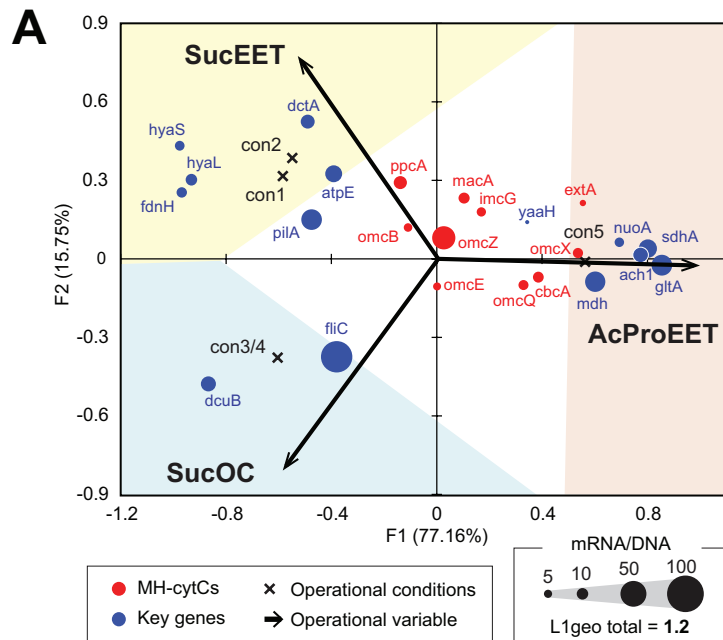 A
0.9
0.6
0.3
0
-0.3
-0.6
-0.9
F2 (15.75%)
SucEET
dctA
hyaS
con2
hyaL
con1
fdnH
atpE
pilA
ppcA
macA
imcG
extA
omcB
omcZ
yaaH
con5
nuoA
sdhA
omcX
omcE
omcQ
cbcA
mdh
ach1
gltA
AcProEET
fliC
con3/4
dcuB
SucOC
-1.2
-0.8
-0.4
0
0.4
0.8
F1 (77.16%)
MH-cytCs
Operational conditions
Key genes
Operational variable
mRNA/DNA
5
10
50
100
L1geo total = 1.2